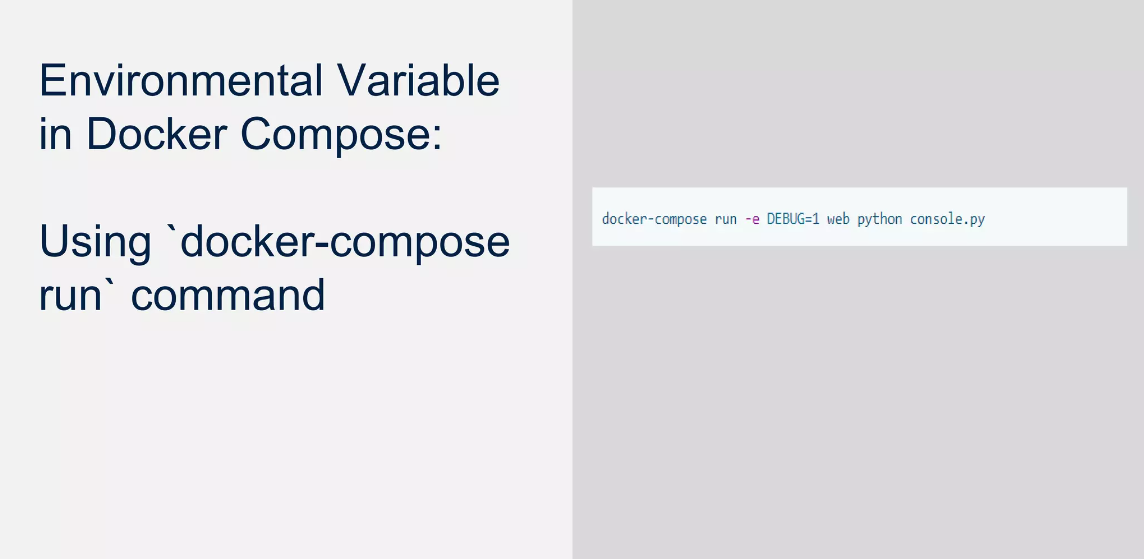 Environmental Variable
in Docker Compose:
Using `docker-compose
run` command
docker-compose run -e DEBUG=1 web python console.py